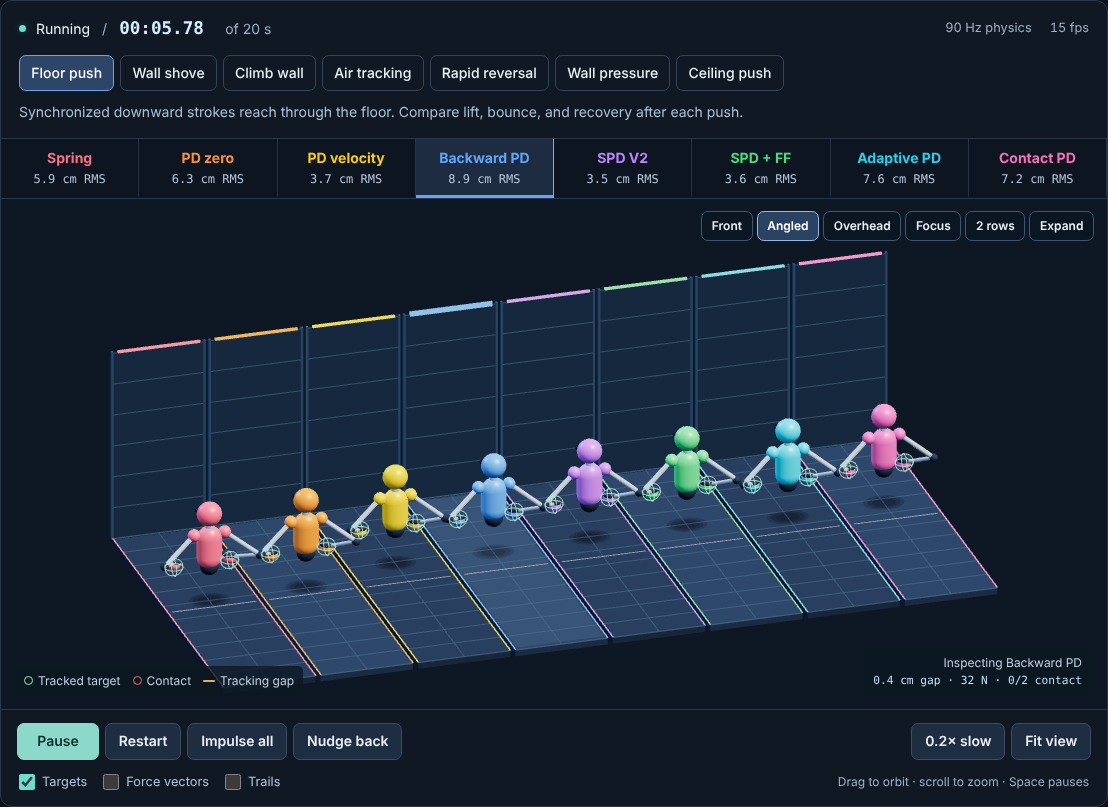 Running / 00:05.78 of 20 s
90 Hz physics 15 fps
Floor push Wall shove Climb wall Air tracking Rapid reversal Wall pressure Ceiling push
Synchronized downward strokes reach through the floor. Compare lift, bounce, and recovery after each push.
Spring PD zero PD velocity Backward PD SPD V2 SPD + FF Adaptive PD Contact PD
5.9 cm RMS 6.3 cm RMS 3.7 cm RMS 8.9 cm RMS 3.5 cm RMS 3.6 cm RMS 7.6 cm RMS 7.2 cm RMS
Front Angled Overhead Focus 2 rows Expand
Inspecting Backward PD
Tracked target Contact Tracking gap
0.4 cm gap · 32 N · 0/2 contact
Pause Restart Impulse all Nudge back 0.2× slow Fit view
Targets Force vectors Trails
Drag to orbit · scroll to zoom · Space pauses